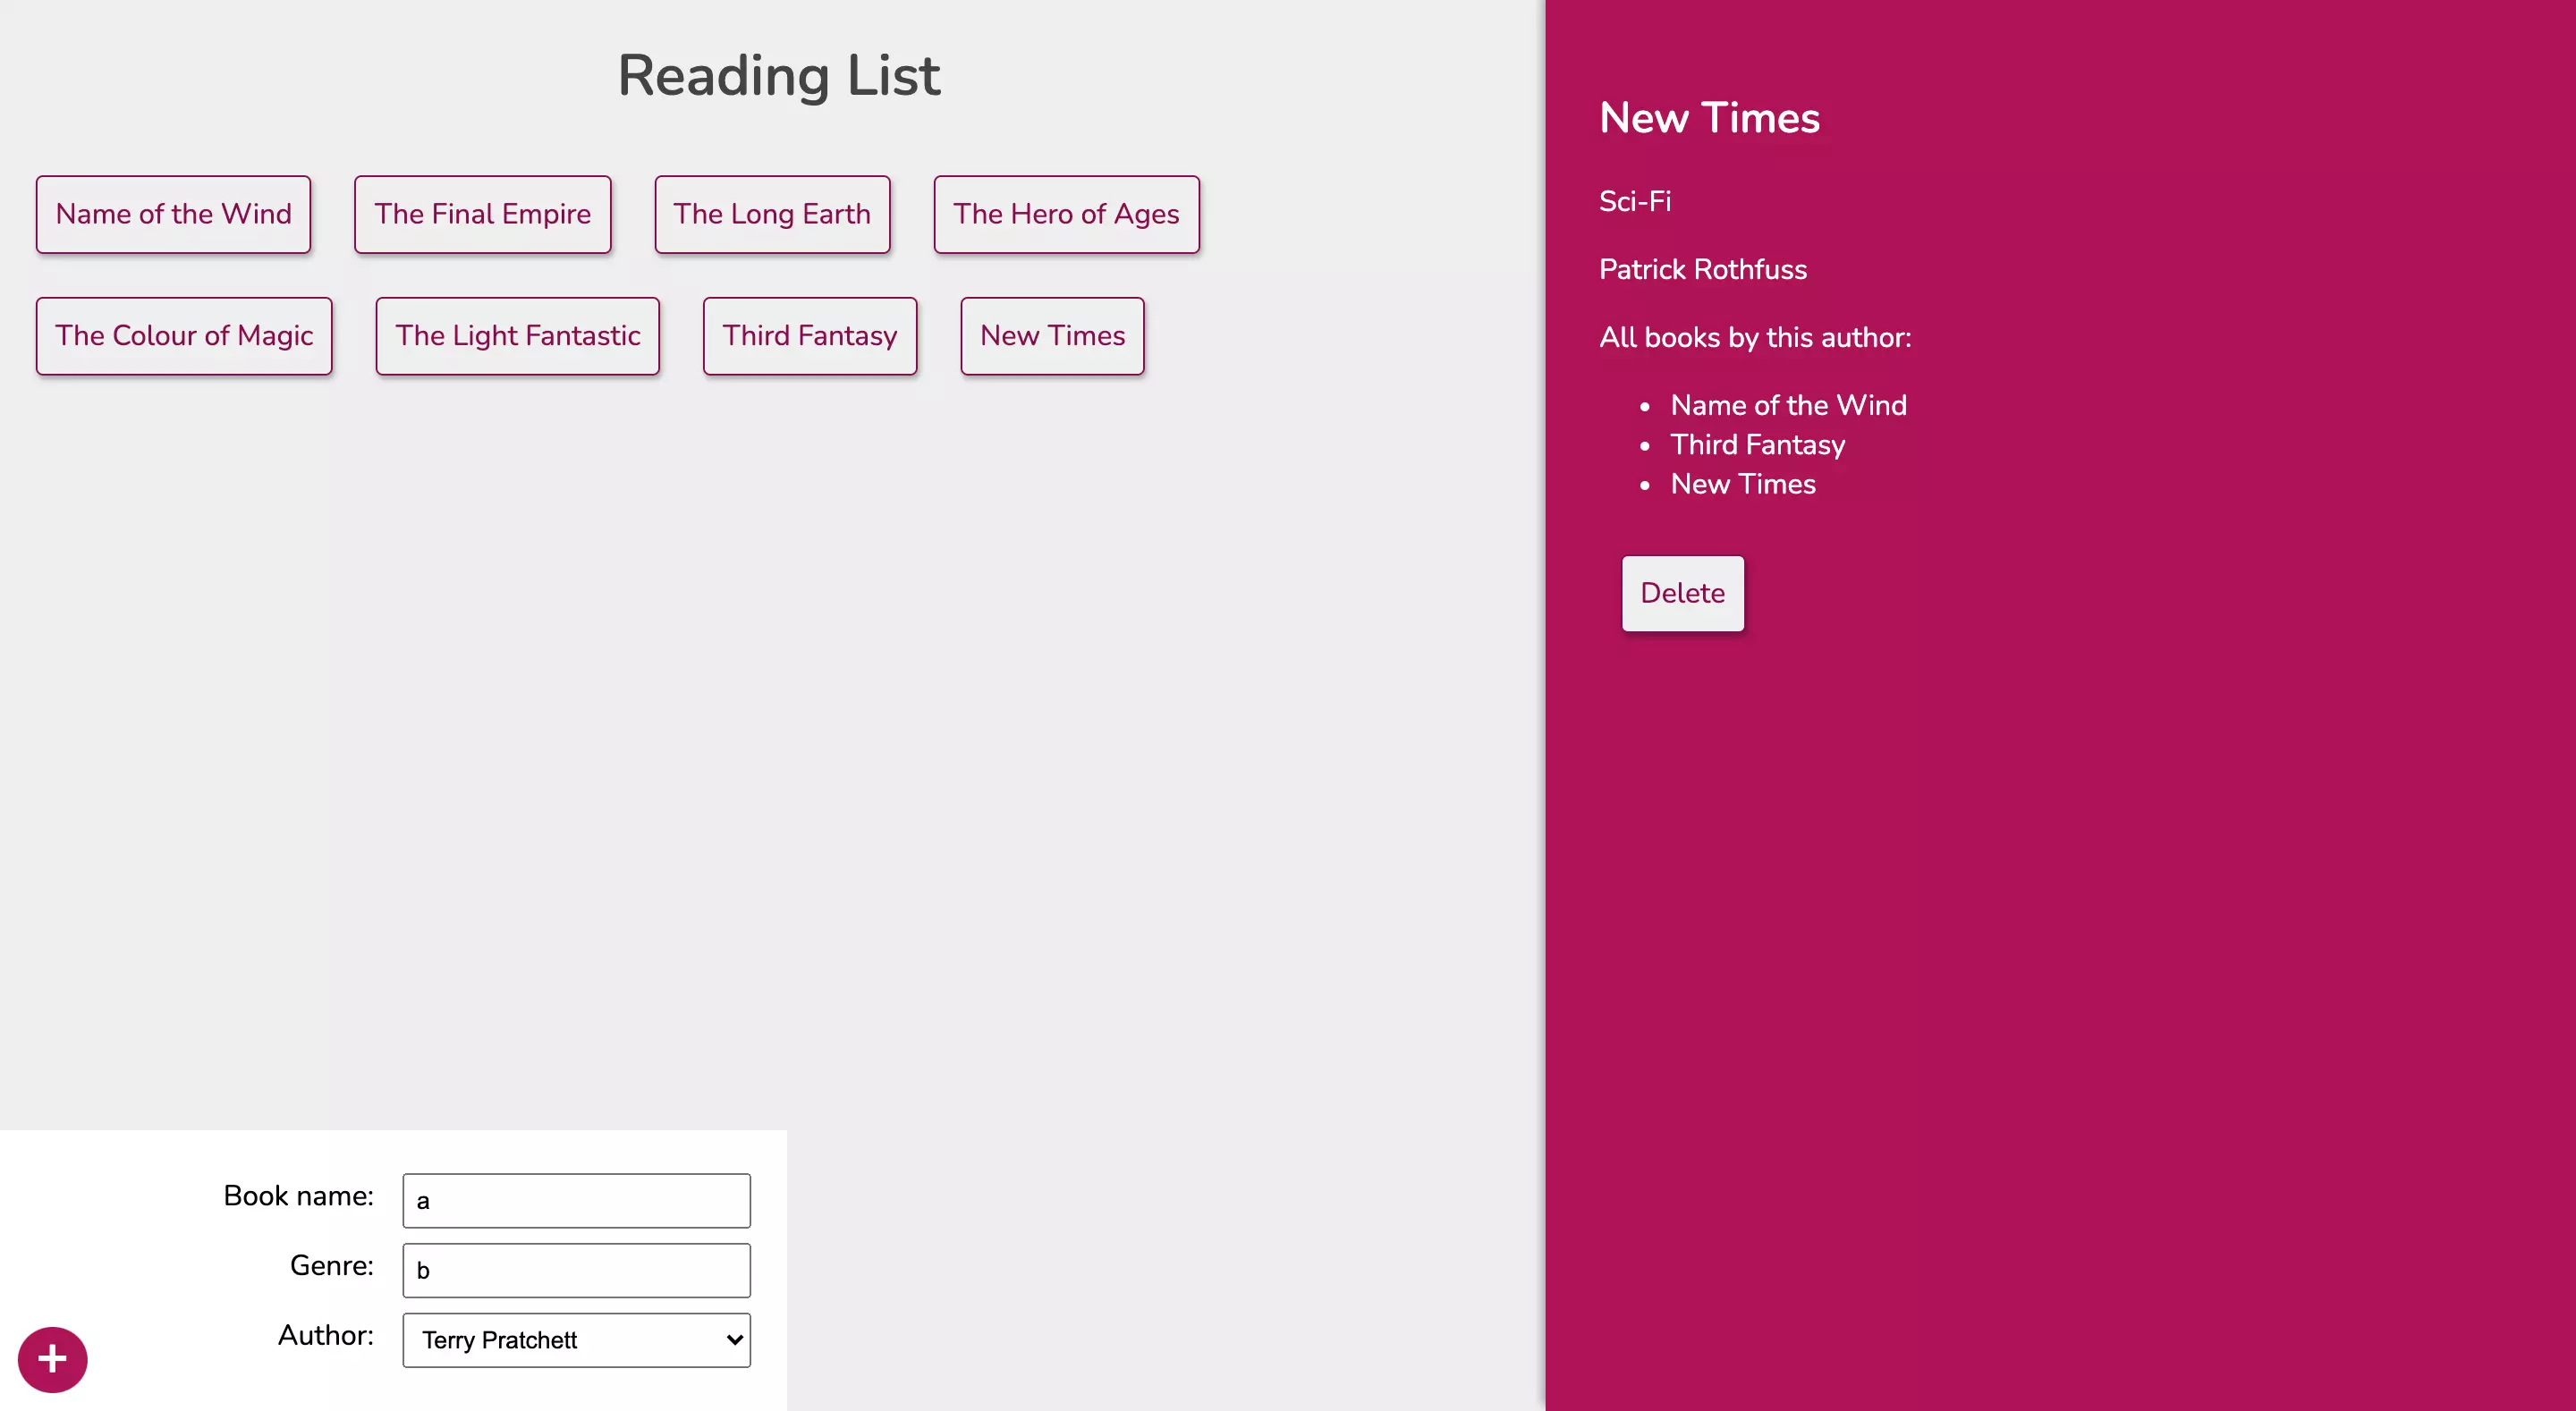 Reading List
Name of the Wind
The Final Empire
The Long Earth
The Hero of Ages
The Colour of Magic
The Light Fantastic
Third Fantasy
New Times
Book name:
a
Genre:
b
Author:
Terry Pratchett
+
New Times
Sci-Fi
Patrick Rothfuss
All books by this author:
Name of the Wind
Third Fantasy
New Times
Delete